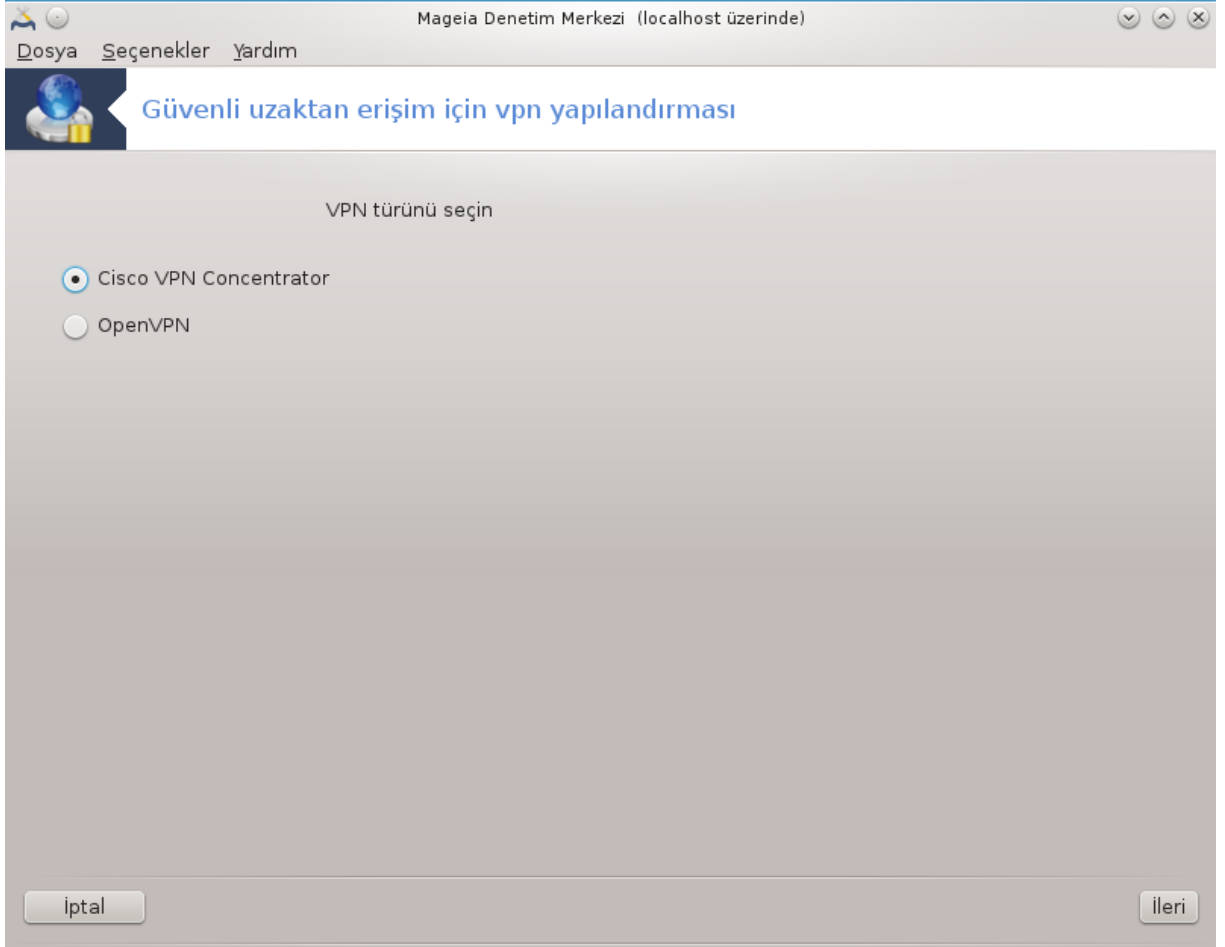 Mageia Denetim Merkezi (localhost üzerinde)
Dosya Seçenekler Yardım
Güvenli uzaktan erişim için vpn yapılandırması
VPN türünü seçin
Cisco VPN Concentrator
OpenVPN
İptal İleri